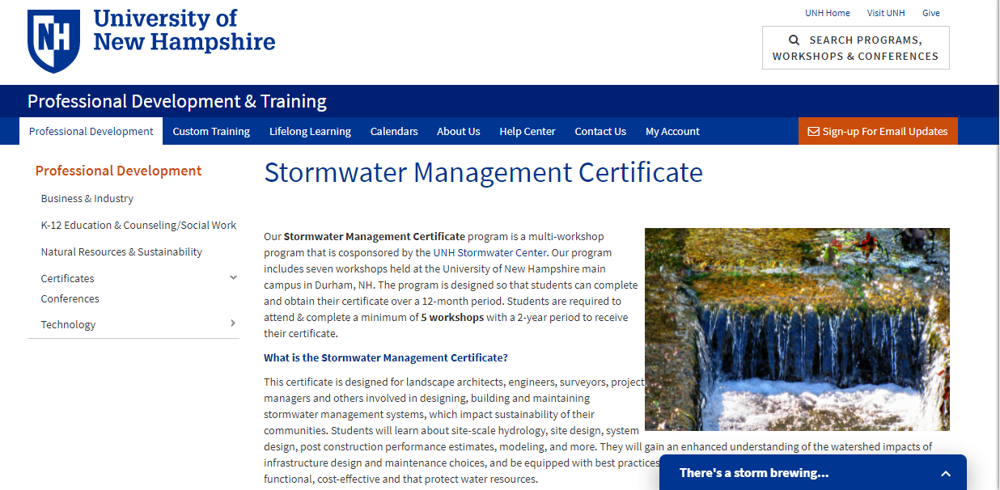 NH
University of
New Hampshire
UNH Home Visit UNH Give
SEARCH PROGRAMS,
WORKSHOPS & CONFERENCES
Professional Development & Training
Professional Development Custom Training Lifelong Learning Calendars About Us Help Center Contact Us My Account Sign-up For Email Updates
Professional Development
Business & Industry
K-12 Education & Counseling/Social Work
Natural Resources & Sustainability
Certificates
Conferences
Technology
Stormwater Management Certificate
Our Stormwater Management Certificate program is a multi-workshop
program that is cosponsored by the UNH Stormwater Center. Our program
includes seven workshops held at the University of New Hampshire main
campus in Durham, NH. The program is designed so that students can complete
and obtain their certificate over a 12-month period. Students are required to
attend & complete a minimum of 5 workshops with a 2-year period to receive
their certificate.
What is the Stormwater Management Certificate?
This certificate is designed for landscape architects, engineers, surveyors, project
managers and others involved in designing, building and maintaining
stormwater management systems, which impact sustainability of their
communities. Students will learn about site-scale hydrology, site design, system
design, post construction performance estimates, modeling, and more. They will gain an enhanced understanding of the watershed impacts of
infrastructure design and maintenance choices, and be equipped with best practices
functional, cost-effective and that protect water resources.
There's a storm brewing...